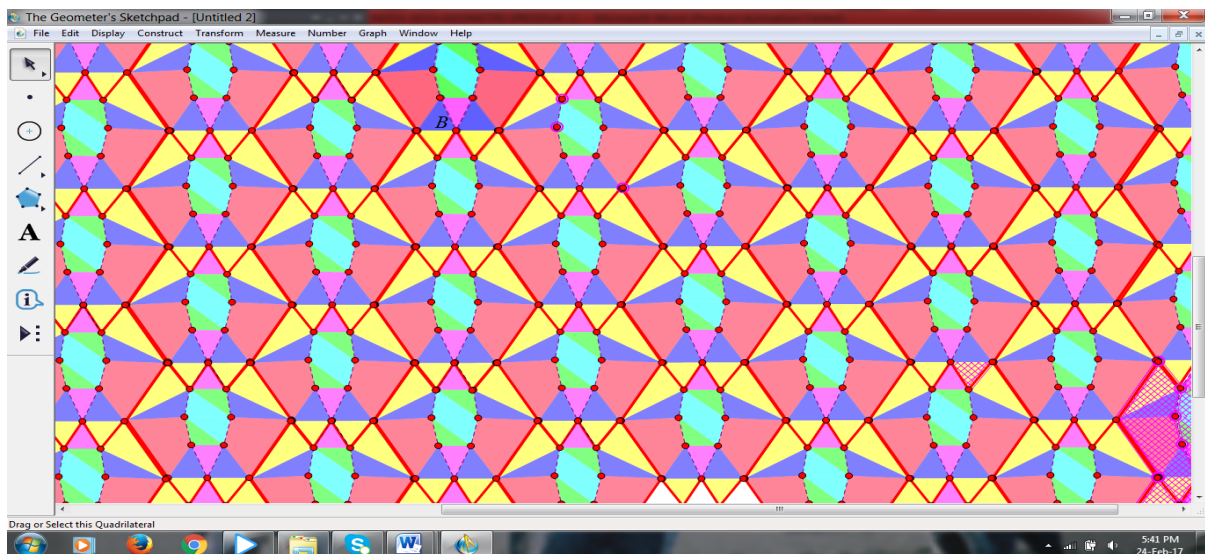 The Geometer's Sketchpad - [Untitled 2]
File Edit Display Construct Transform Measure Number Graph Window Help
B
A
Drag or Select this Quadrilateral
5:41 PM
24-Feb-17